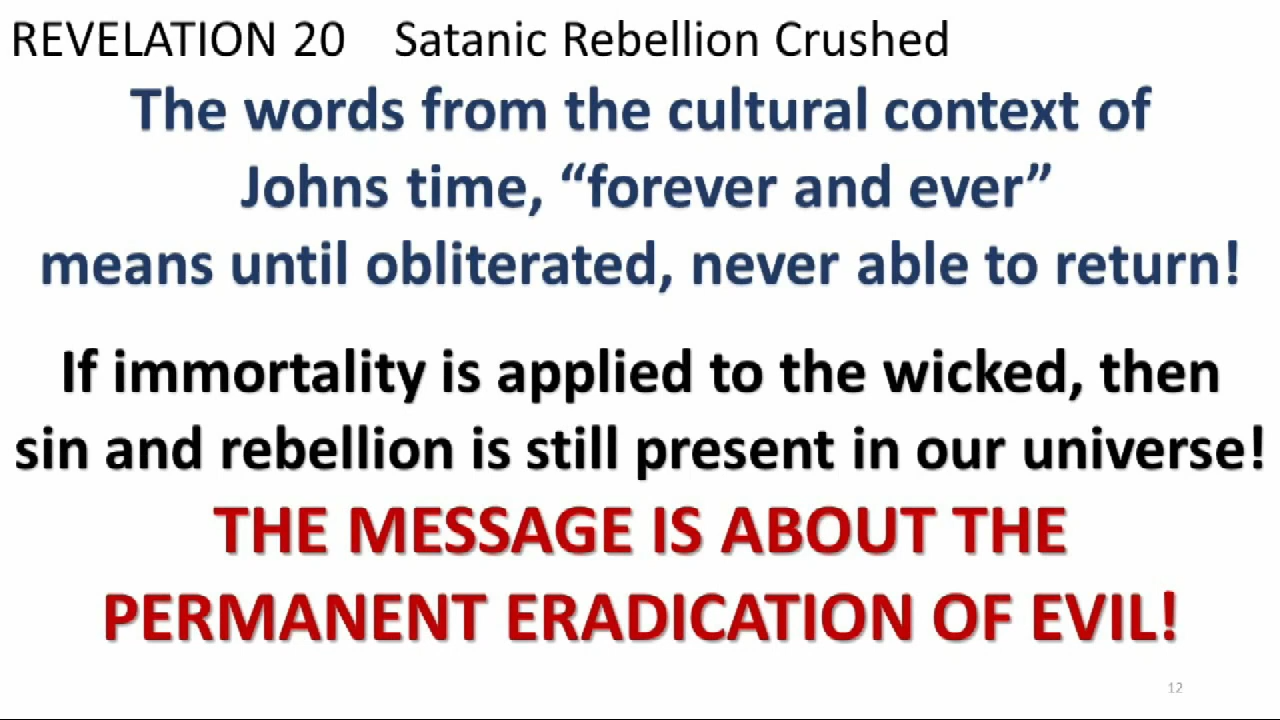 REVELATION 20 Satanic Rebellion Crushed
The words from the cultural context of
Johns time, “forever and ever”
means until obliterated, never able to return!
If immortality is applied to the wicked, then
sin and rebellion is still present in our universe!
THE MESSAGE IS ABOUT THE
PERMANENT ERADICATION OF EVIL!
12